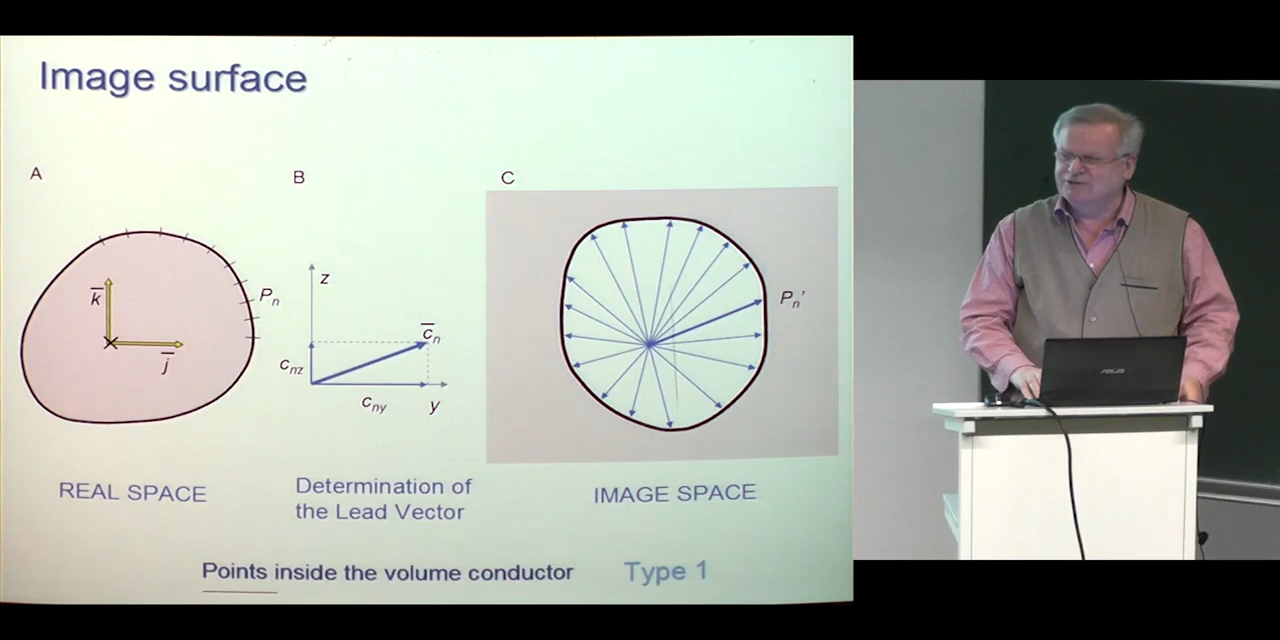 Image surface
A
B
C
k
j
Pn
z
cn
cnz
cny
y
Pn'
REAL SPACE
Determination of
the Lead Vector
IMAGE SPACE
Points inside the volume conductor
Type 1
ASUS